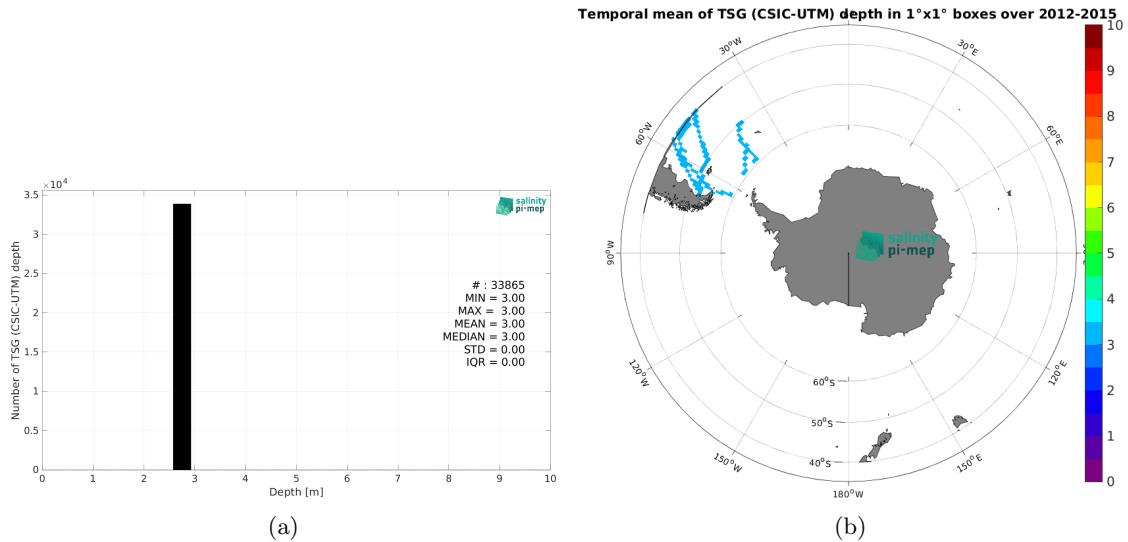 Temporal mean of TSG (CSIC-UTM) depth in 1°x1° boxes over 2012-2015
×10⁴
3.5
3
2.5
2
1.5
1
0.5
0
Number of TSG (CSIC-UTM) depth
0 1 2 3 4 5 6 7 8 9 10
Depth [m]
salinity
pi-mep
# : 33865
MIN = 3.00
MAX = 3.00
MEAN = 3.00
MEDIAN = 3.00
STD = 0.00
IQR = 0.00
(a)
30°W
30°E
60°W
60°E
90°W
120°W
120°E
150°W
150°E
180°W
60°S
50°S
40°S
salinity
pi-mep
10
9
8
7
6
5
4
3
2
1
0
(b)